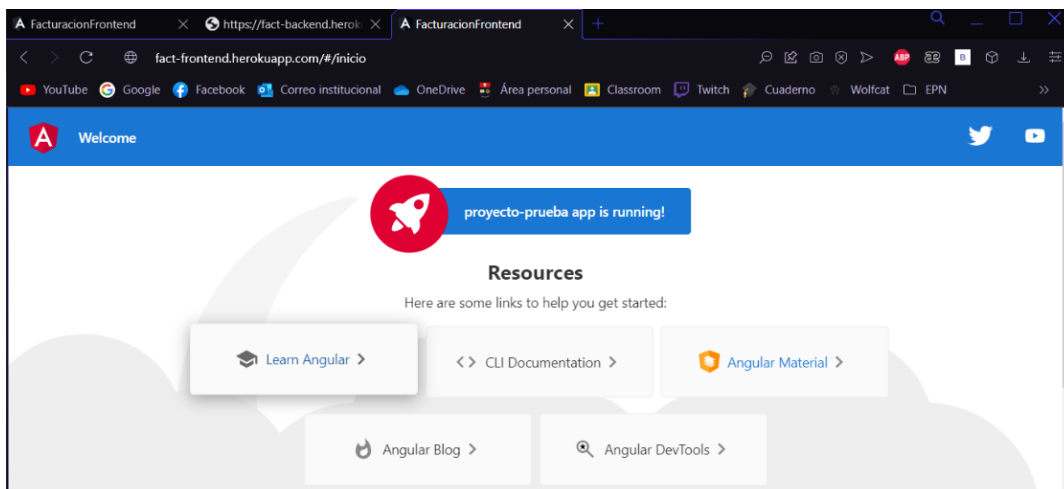 FacturacionFrontend
https://fact-backend.herok
FacturacionFrontend
fact-frontend.herokuapp.com/#/inicio
ABP
B
YouTube Google Facebook Correo institucional OneDrive Área personal Classroom Twitch Cuaderno Wolfcat EPN
A Welcome
proyecto-prueba app is running!
Resources
Here are some links to help you get started:
Learn Angular
CLI Documentation
Angular Material
Angular Blog
Angular DevTools